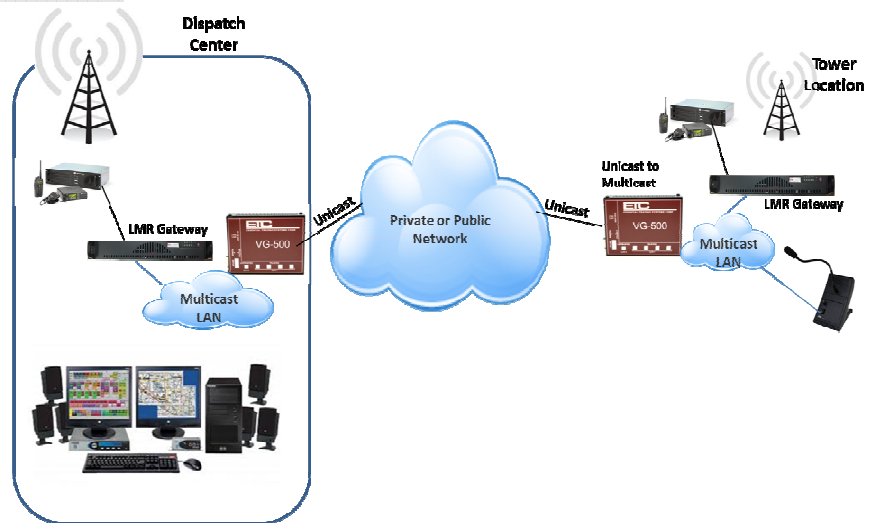 Dispatch
Center
LMR Gateway
ETC
VG-500
Multicast
LAN
Unicast
Private or Public
Network
Unicast
Unicast to
Multicast
ETC
VG-500
Tower
Location
LMR Gateway
Multicast
LAN